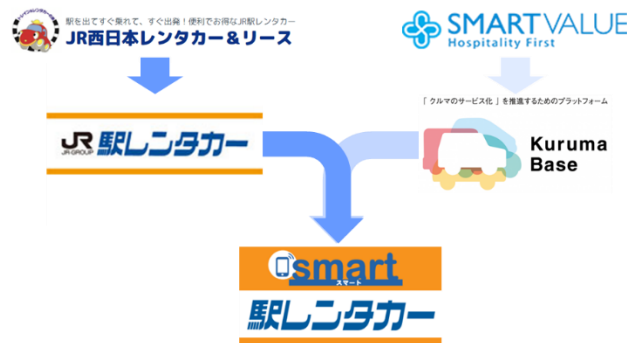 駅を出てすぐ乗れて、すぐ出発！便利でお得なJR駅レンタカー
JR西日本レンタカー＆リース
SMART VALUE
Hospitality First
JR
JR-GROUP
駅レンタカー
「クルマのサービス化」を推進するためのプラットフォーム
Kuruma
Base
smart
スマート
駅レンタカー